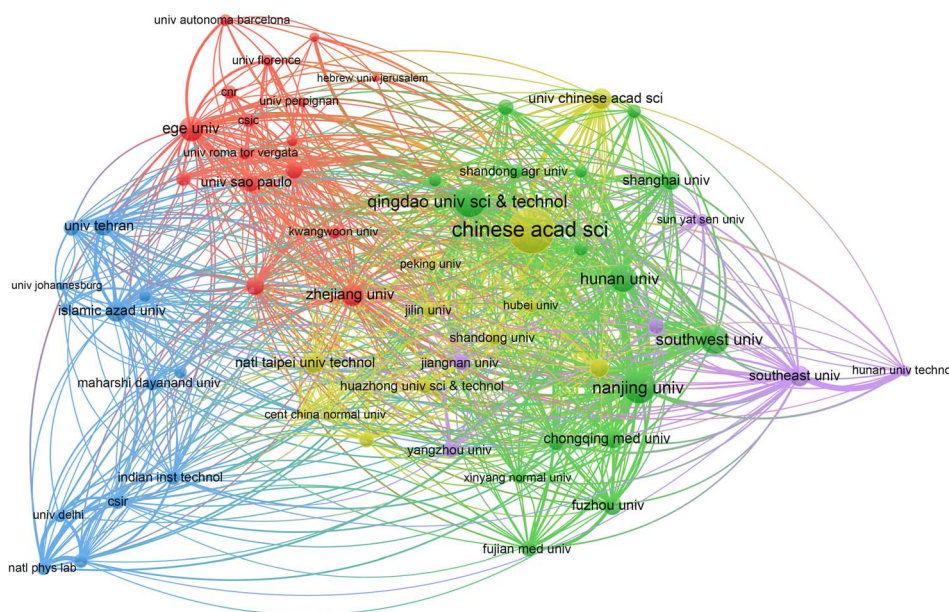 univ autonoma barcelona
univ florence
hebrew univ jerusalem
cnr
univ perpignan
univ chinese acad sci
csic
ege univ
univ roma tor vergata
shandong agr univ
univ sao paulo
shanghai univ
qingdao univ sci & technol
sun yat sen univ
univ tehran
chinese acad sci
kwangwoon univ
peking univ
hunan univ
univ johannesburg
zhejiang univ
islamic azad univ
jilin univ
hubei univ
shandong univ
southwest univ
natl taipei univ technol
jiangnan univ
hunan univ techno
southeast univ
maharshi dayanand univ
huazhong univ sci & technol
nanjing univ
cent china normal univ
chongqing med univ
yangzhou univ
indian inst technol
xinyang normal univ
csir
fuzhou univ
univ delhi
fujian med univ
natl phys lab